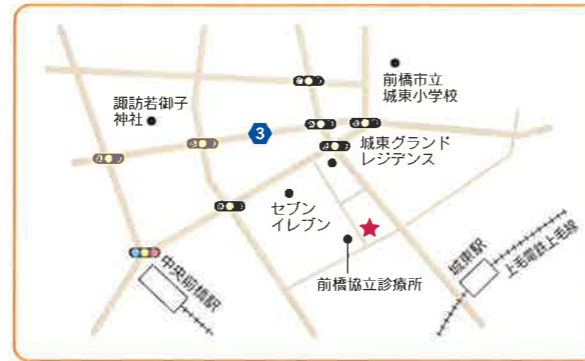 前橋市立
城東小学校
諏訪若御子
神社
3
城東グランド
レジデンス
セブン
イレブン
前橋協立診療所
中央前橋駅
城東駅
上毛電鉄上毛線